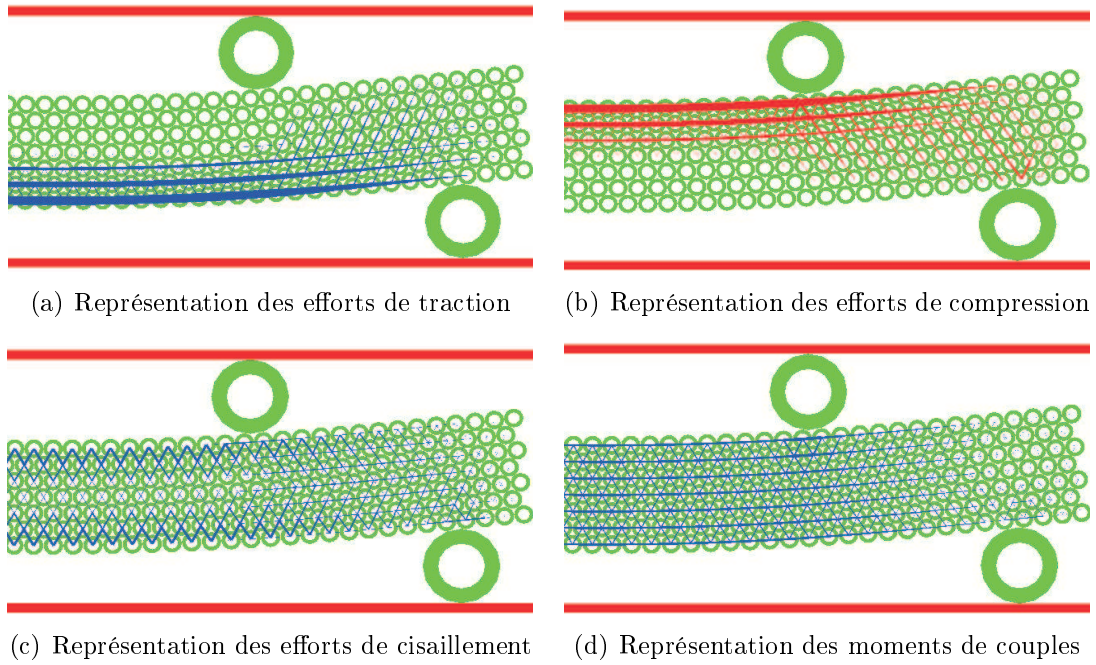 (a) Représentation des efforts de traction
(b) Représentation des efforts de compression
(c) Représentation des efforts de cisaillement
(d) Représentation des moments de couples